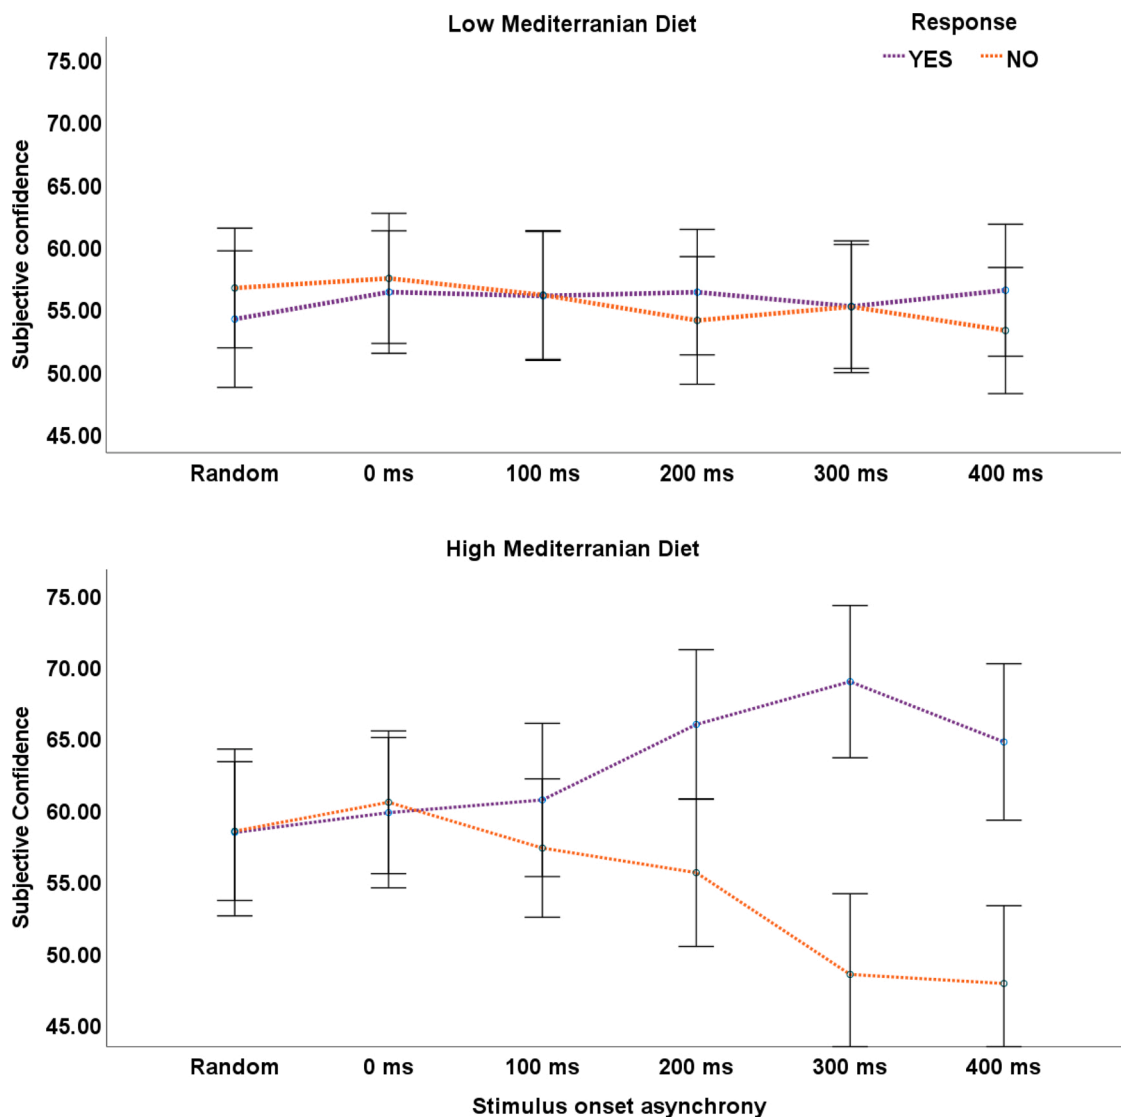 Low Mediterranian Diet
Response
YES NO
75.00
70.00
65.00
60.00
55.00
50.00
45.00
Subjective confidence
Random 0 ms 100 ms 200 ms 300 ms 400 ms
High Mediterranian Diet
75.00
70.00
65.00
60.00
55.00
50.00
45.00
Subjective Confidence
Random 0 ms 100 ms 200 ms 300 ms 400 ms
Stimulus onset asynchrony